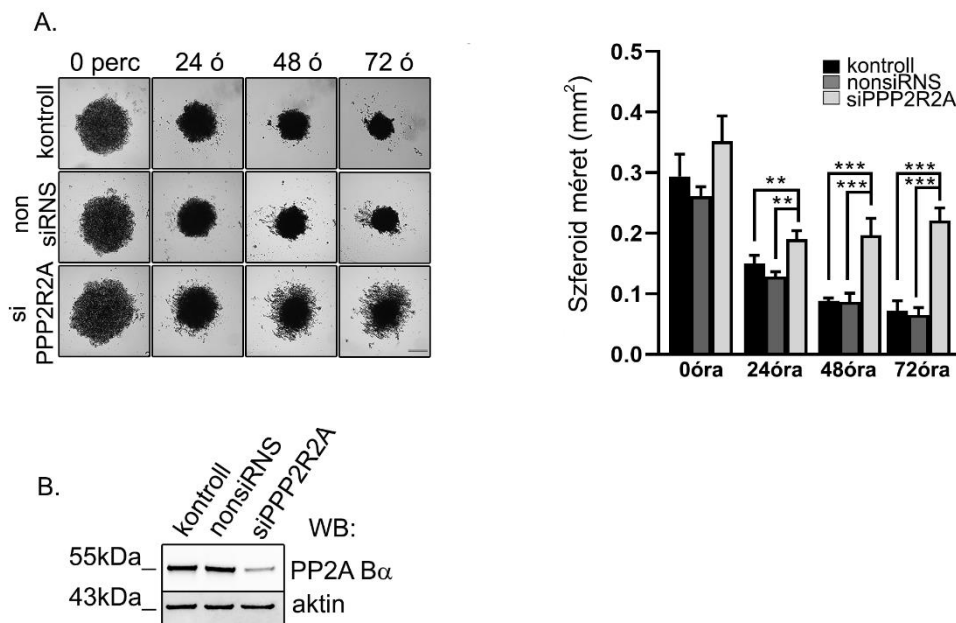 A.
0 perc 24 ó 48 ó 72 ó
kontroll
non
siRNS
si
PPP2R2A
Szferoid méret (mm²)
0.5
0.4
0.3
0.2
0.1
0.0
kontroll
nonsiRNS
siPPP2R2A
** *** ***
** *** ***
0óra 24óra 48óra 72óra
B.
kontroll
nonsiRNS
siPPP2R2A
WB:
55kDa_ PP2A Bα
43kDa_ aktin